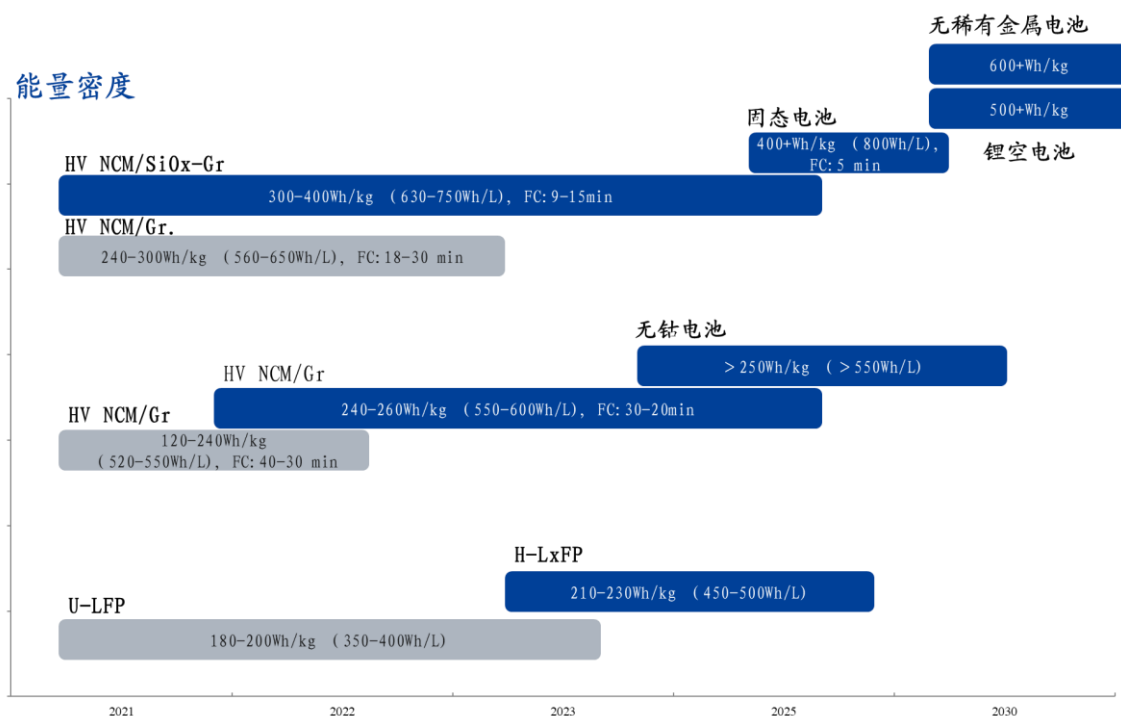 无稀有金属电池
600+Wh/kg
能量密度
500+Wh/kg
固态电池
400+Wh/kg (800Wh/L),
FC:5 min
锂空电池
HV NCM/SiOx-Gr
300-400Wh/kg (630-750Wh/L), FC:9-15min
HV NCM/Gr.
240-300Wh/kg (560-650Wh/L), FC:18-30 min
无钴电池
>250Wh/kg (>550Wh/L)
HV NCM/Gr
240-260Wh/kg (550-600Wh/L), FC:30-20min
HV NCM/Gr
120-240Wh/kg
(520-550Wh/L), FC:40-30 min
H-LxFP
210-230Wh/kg (450-500Wh/L)
U-LFP
180-200Wh/kg (350-400Wh/L)
2021 2022 2023 2025 2030